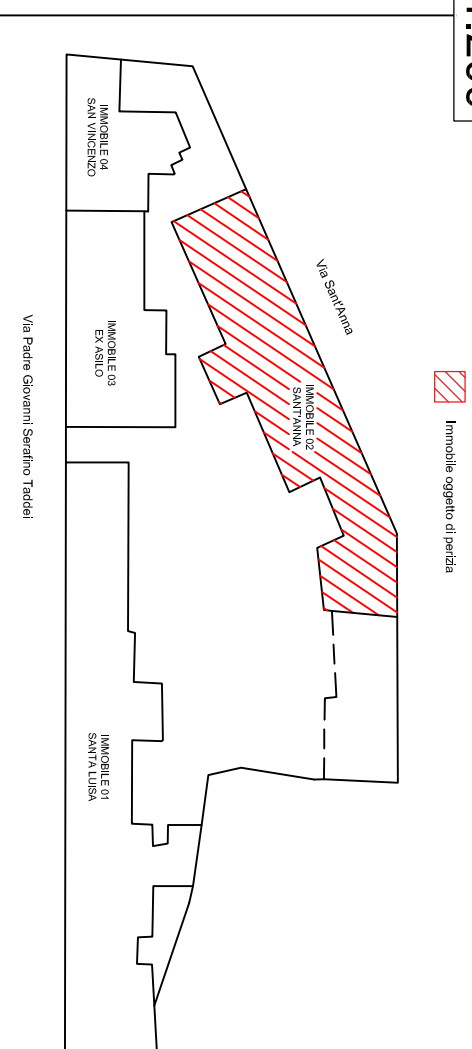 Immobile oggetto di perizia
Via Sant'Anna
IMMOBILE 02
SANT'ANNA
IMMOBILE 04
SAN VINCENZO
IMMOBILE 03
EX ASILO
IMMOBILE 01
SANTA LUISA
Via Padre Giovanni Serafino Taddei